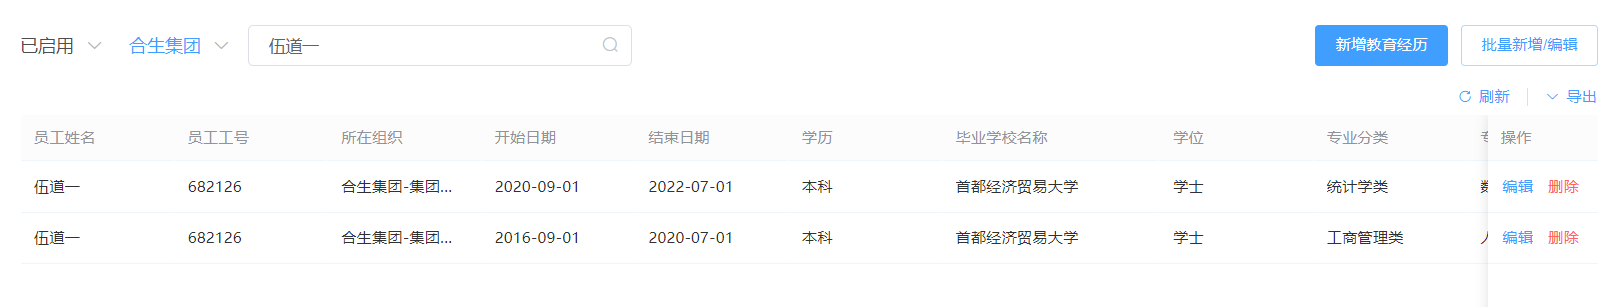 已启用 合生集团 伍道一 新增教育经历 批量新增/编辑
刷新 导出
员工姓名 员工工号 所在组织 开始日期 结束日期 学历 毕业学校名称 学位 专业分类 操作
伍道一 682126 合生集团-集团... 2020-09-01 2022-07-01 本科 首都经济贸易大学 学士 统计学类 编辑 删除
伍道一 682126 合生集团-集团... 2016-09-01 2020-07-01 本科 首都经济贸易大学 学士 工商管理类 编辑 删除